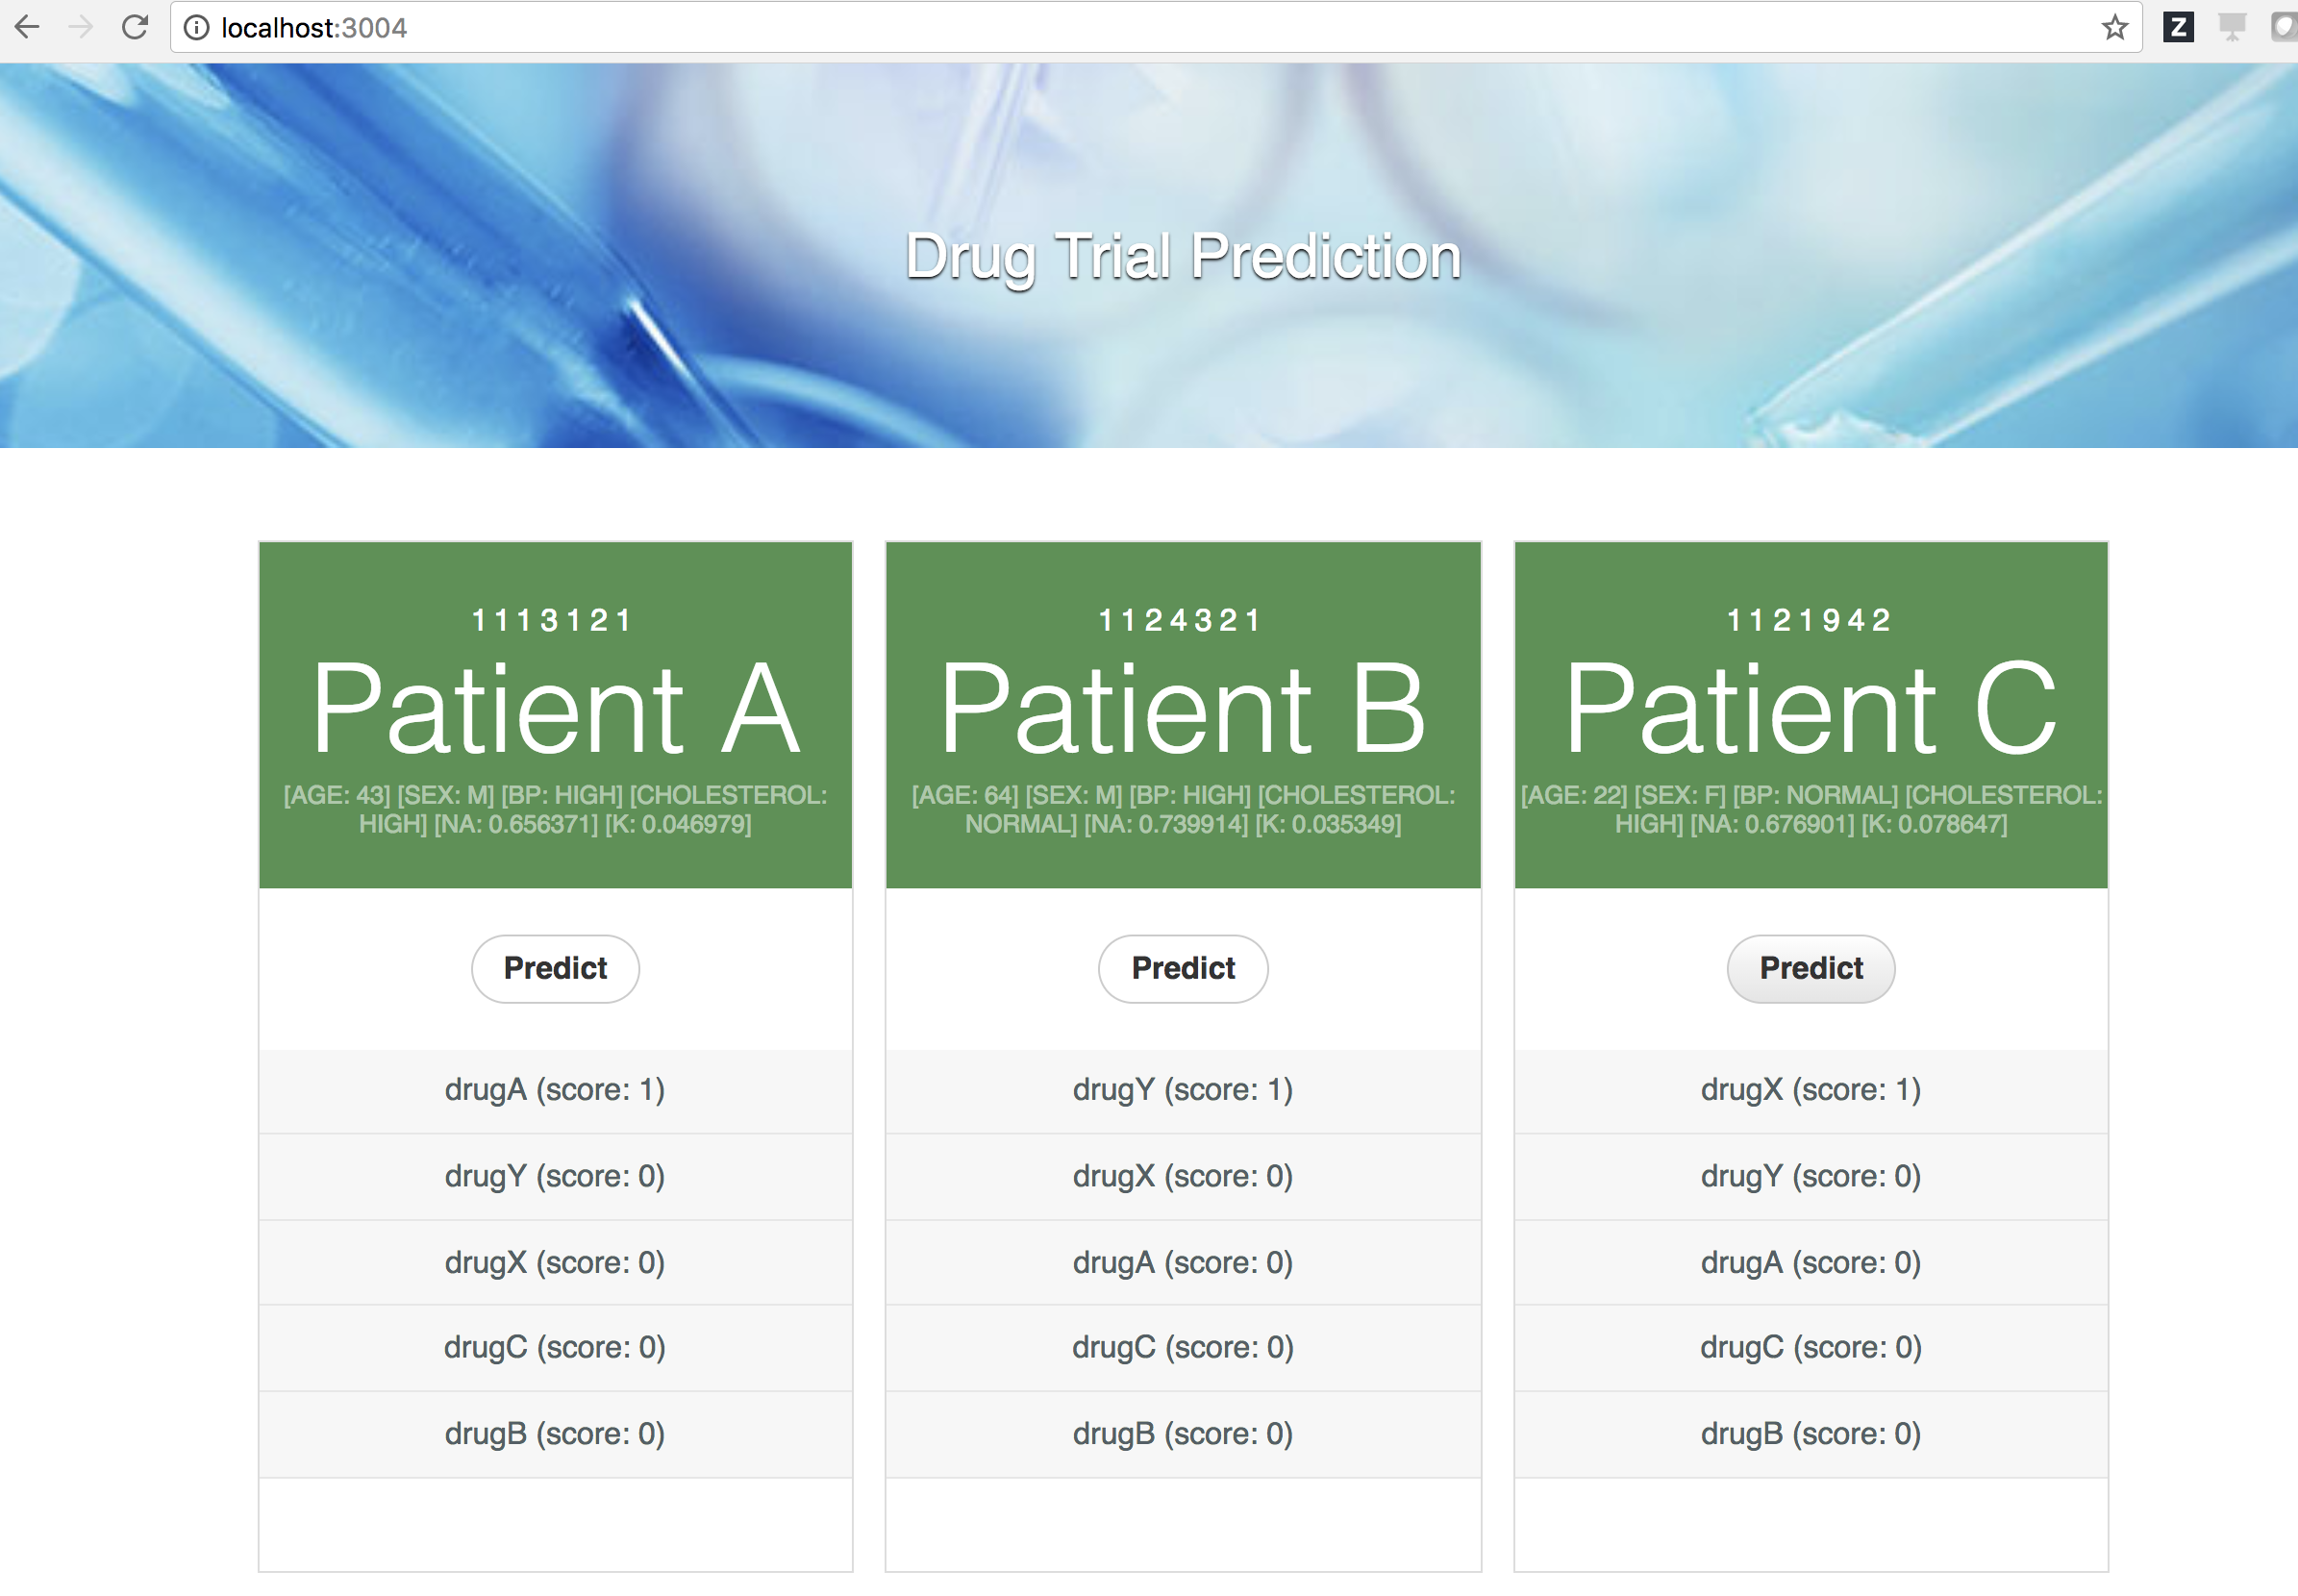 localhost:3004
Z
Drug Trial Prediction
1113121
Patient A
[AGE: 43] [SEX: M] [BP: HIGH] [CHOLESTEROL:
HIGH] [NA: 0.656371] [K: 0.046979]
Predict
drugA (score: 1)
drugY (score: 0)
drugX (score: 0)
drugC (score: 0)
drugB (score: 0)
1124321
Patient B
[AGE: 64] [SEX: M] [BP: HIGH] [CHOLESTEROL:
NORMAL] [NA: 0.739914] [K: 0.035349]
Predict
drugY (score: 1)
drugX (score: 0)
drugA (score: 0)
drugC (score: 0)
drugB (score: 0)
1121942
Patient C
[AGE: 22] [SEX: F] [BP: NORMAL] [CHOLESTEROL:
HIGH] [NA: 0.676901] [K: 0.078647]
Predict
drugX (score: 1)
drugY (score: 0)
drugA (score: 0)
drugC (score: 0)
drugB (score: 0)